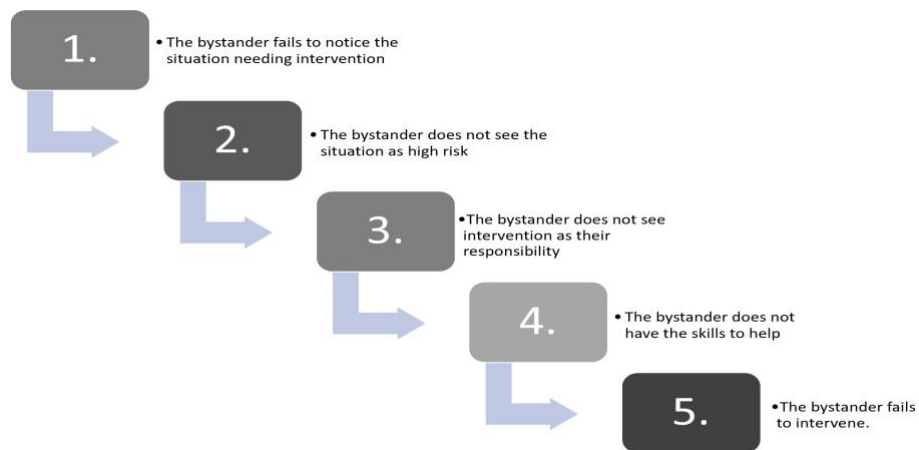 1.
• The bystander fails to notice the
situation needing intervention
2.
• The bystander does not see the
situation as high risk
3.
•The bystander does not see
intervention as their
responsibility
4.
• The bystander does not
have the skills to help
5.
•The bystander fails
to intervene.